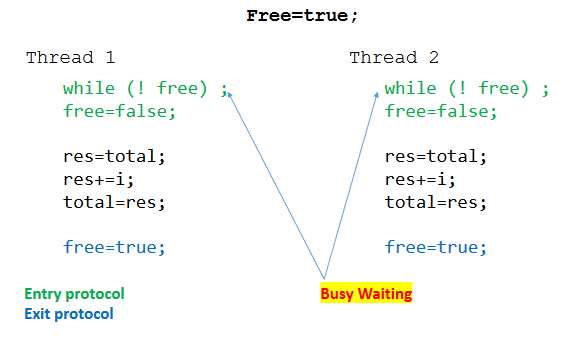 Free=true;
Thread 1
while (! free) ;
free=false;
res=total;
res+=i;
total=res;
free=true;
Thread 2
while (! free) ;
free=false;
res=total;
res+=i;
total=res;
free=true;
Entry protocol
Exit protocol
Busy Waiting